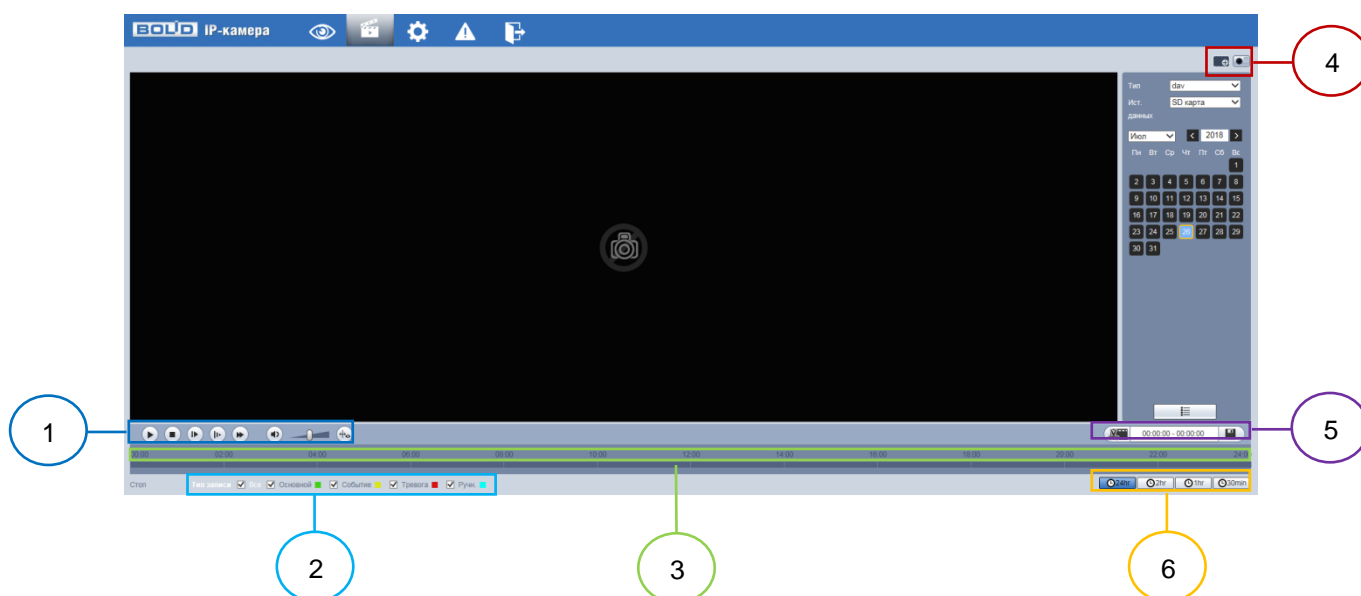 BOLID IP-камера
4
Тип dav
Ист. SD карта
данных
Июл 2018
Пн Вт Ср Чт Пт Сб Вс
1
2 3 4 5 6 7 8
9 10 11 12 13 14 15
16 17 18 19 20 21 22
23 24 25 26 27 28 29
30 31
1
00:00:00 - 00:00:00
5
00:00 02:00 04:00 06:00 08:00 10:00 12:00 14:00 16:00 18:00 20:00 22:00 24:0
Стоп Тип записи Все Основной Событие Тревога Ручн. 24hr 2hr 1hr 30min
2
3
6